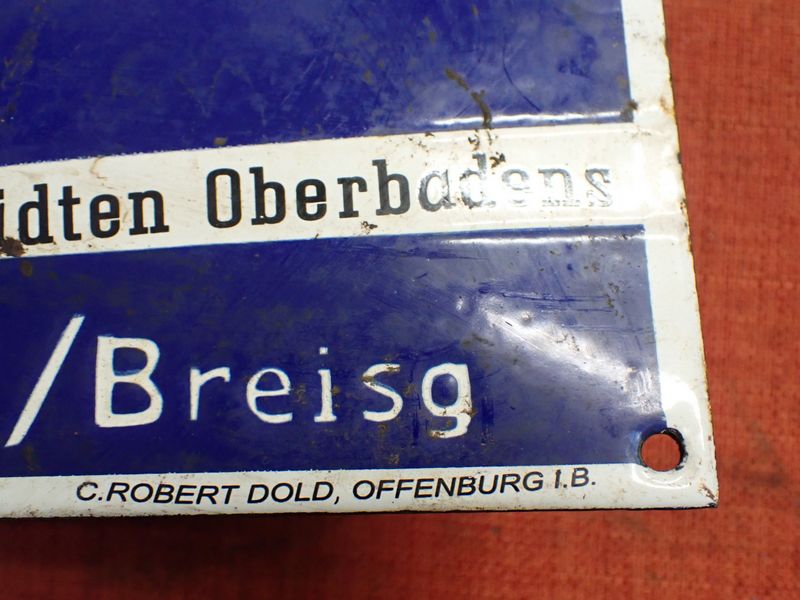 idten Oberbadens
/Breisg
C.ROBERT DOLD, OFFENBURG I.B.